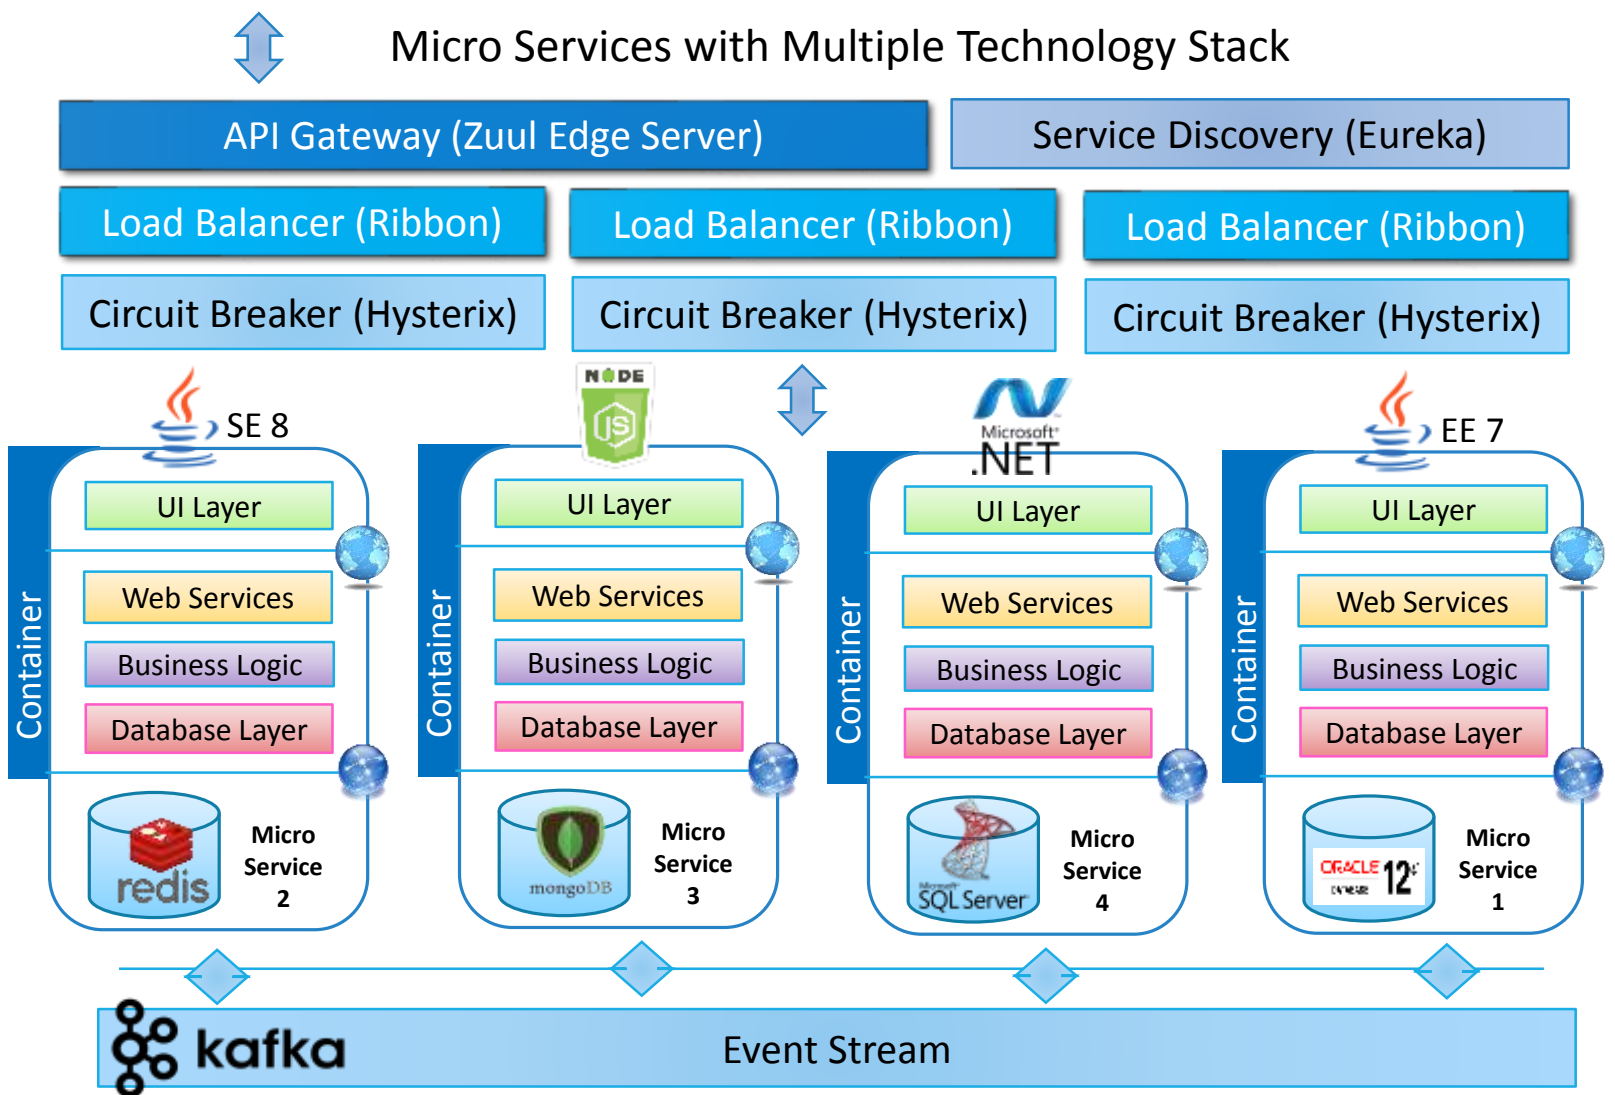 Micro Services with Multiple Technology Stack
API Gateway (Zuul Edge Server)
Service Discovery (Eureka)
Load Balancer (Ribbon)
Load Balancer (Ribbon)
Load Balancer (Ribbon)
Circuit Breaker (Hysterix)
Circuit Breaker (Hysterix)
Circuit Breaker (Hysterix)
SE 8
Container
UI Layer
Web Services
Business Logic
Database Layer
redis
Micro
Service
2
NODE
JS
Container
UI Layer
Web Services
Business Logic
Database Layer
mongoDB
Micro
Service
3
Microsoft
.NET
Container
UI Layer
Web Services
Business Logic
Database Layer
Microsoft
SQL Server
Micro
Service
4
EE 7
Container
UI Layer
Web Services
Business Logic
Database Layer
ORACLE
DATABASE
12c
Micro
Service
1
kafka
Event Stream